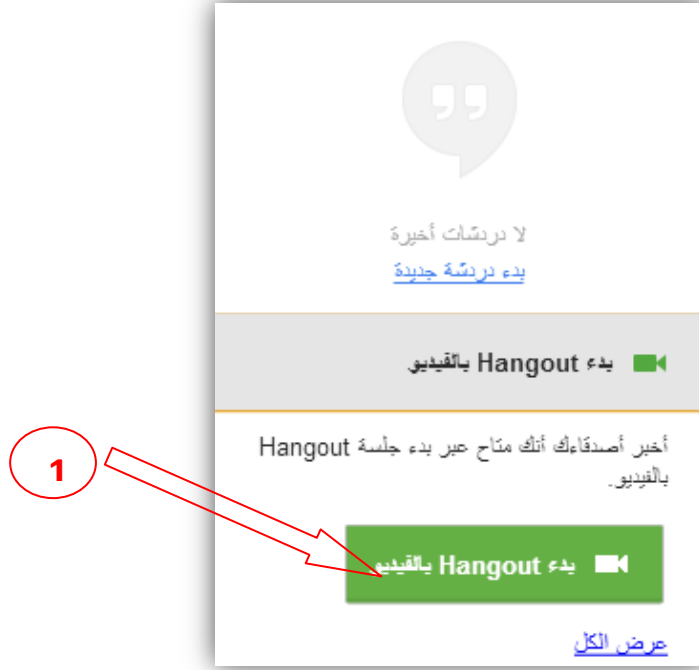 لا دردشات أخيرة
بدء دردشة جديدة
بدء Hangout بالفيديو
أخبر أصدقاءك أنك متاح عبر بدء جلسة Hangout
بالفيديو.
1
بدء Hangout بالفيديو
عرض الكل